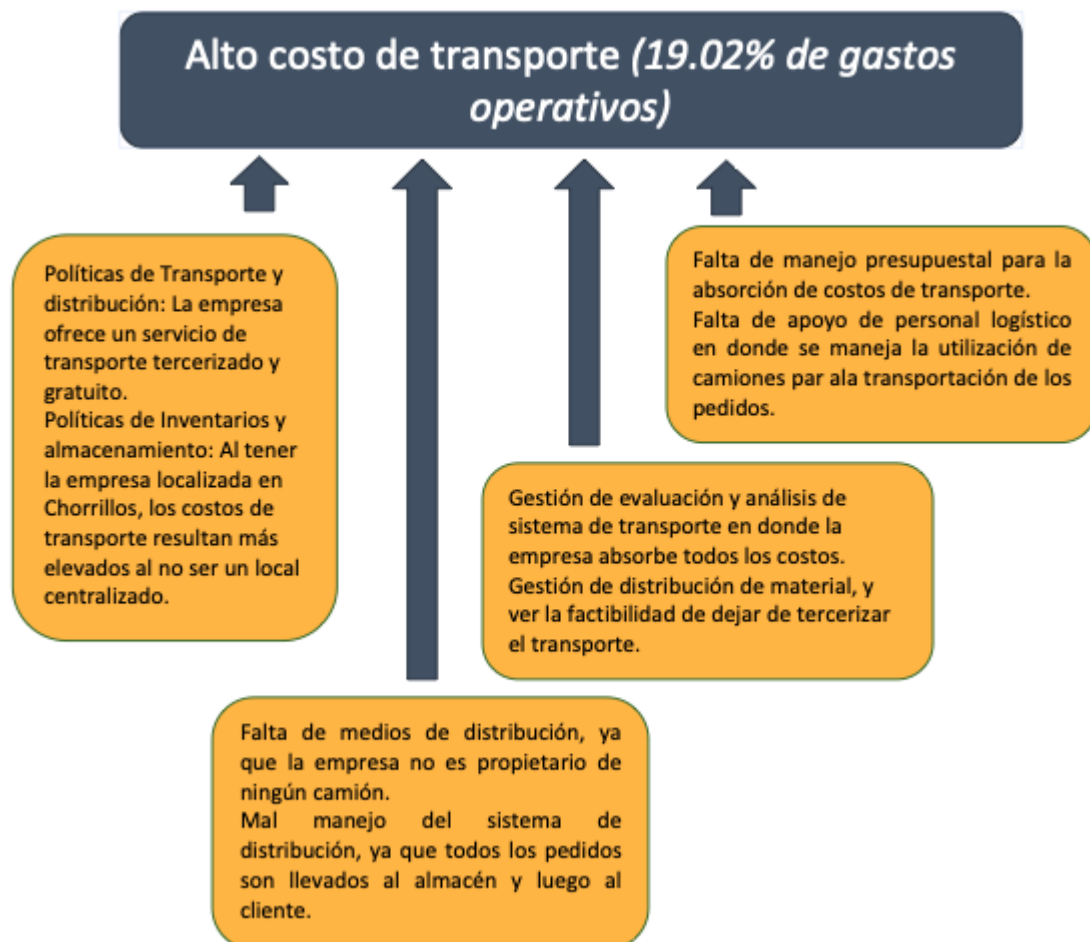 Alto costo de transporte (19.02% de gastos
operativos)
Políticas de Transporte y
distribución: La empresa
ofrece un servicio de
transporte tercerizado y
gratuito.
Políticas de Inventarios y
almacenamiento: Al tener
la empresa localizada en
Chorrillos, los costos de
transporte resultan más
elevados al no ser un local
centralizado.
Falta de medios de distribución, ya
que la empresa no es propietario de
ningún camión.
Mal manejo del sistema de
distribución, ya que todos los pedidos
son llevados al almacén y luego al
cliente.
Gestión de evaluación y análisis de
sistema de transporte en donde la
empresa absorbe todos los costos.
Gestión de distribución de material, y
ver la factibilidad de dejar de tercerizar
el transporte.
Falta de manejo presupuestal para la
absorción de costos de transporte.
Falta de apoyo de personal logístico
en donde se maneja la utilización de
camiones par ala transportación de los
pedidos.